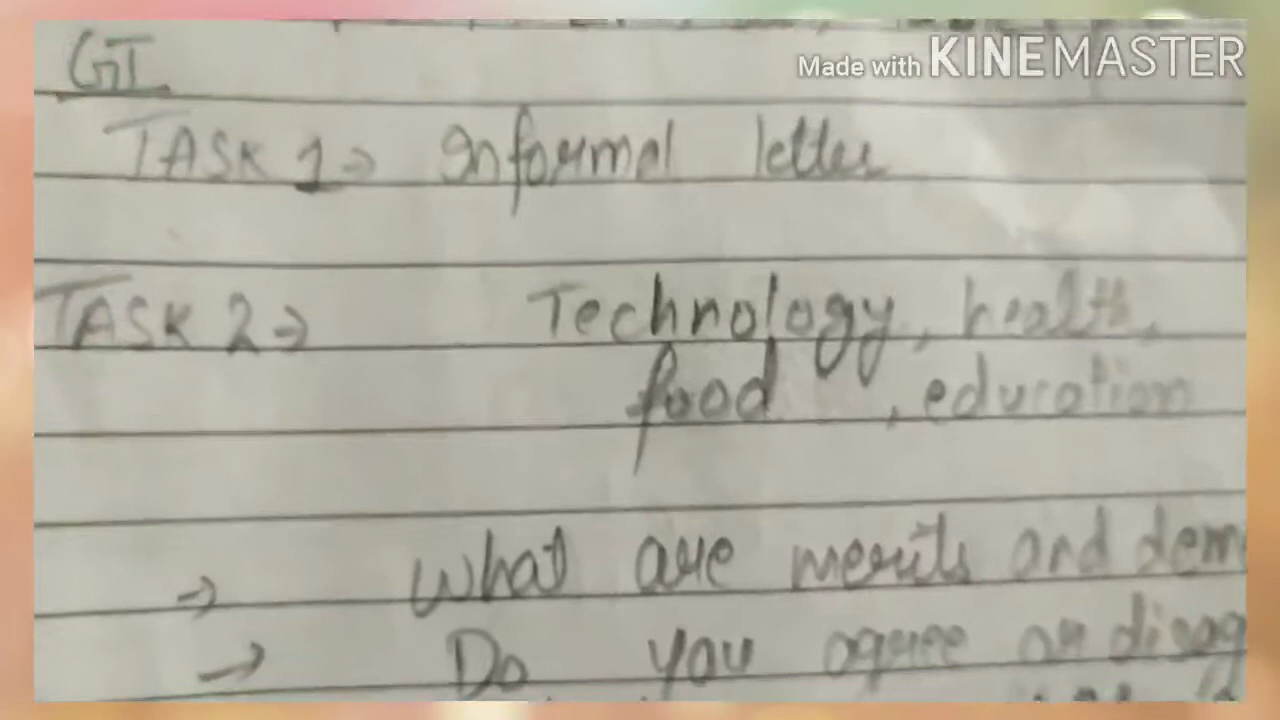 GT
Made with KINEMASTER
TASK 1→ Informal letter
TASK 2→ Technology, health,
food , education
→ What are merits and dem
→ Do you agree or disag